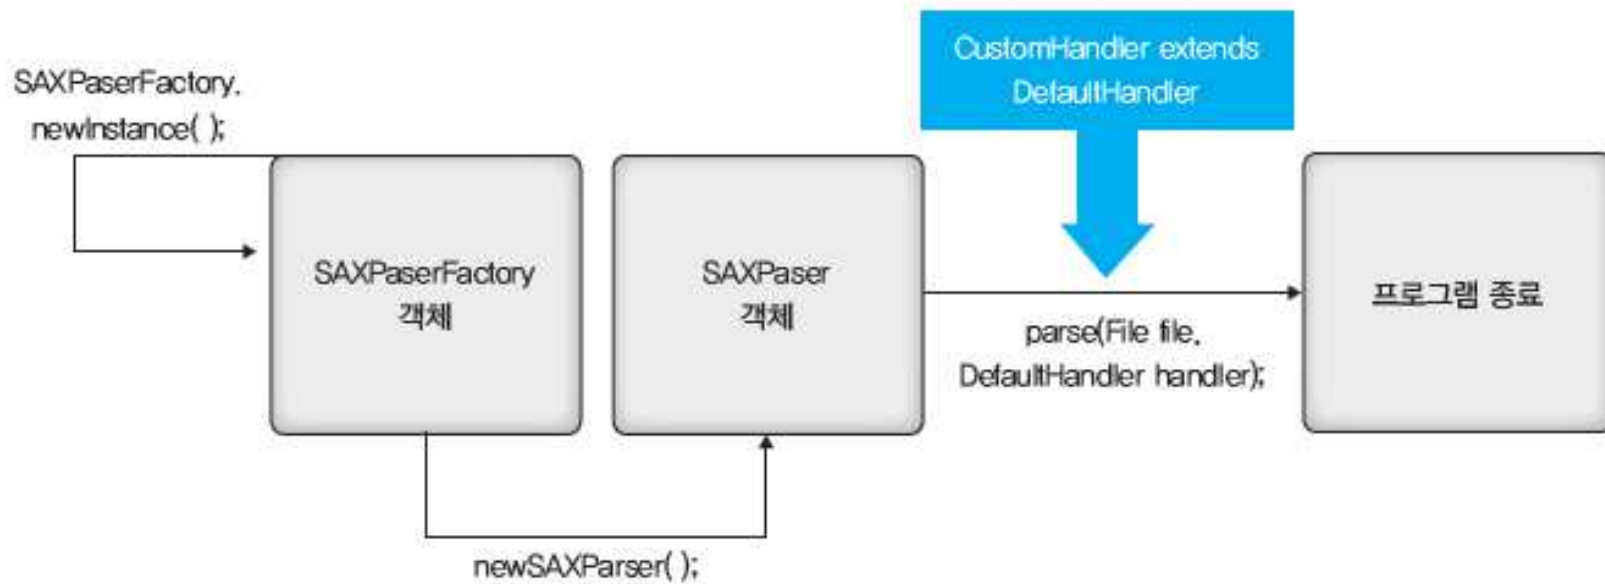 CustomHandler extends
DefaultHandler
SAXPaserFactory.
newInstance( );
SAXPaserFactory
객체
SAXPaser
객체
parse(File file,
DefaultHandler handler);
프로그램 종료
newSAXParser( );